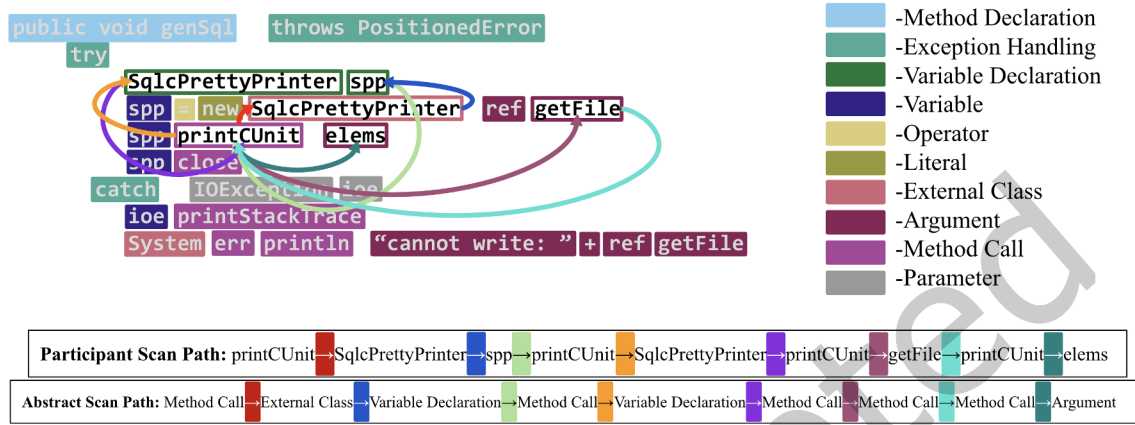 public void genSql throws PositionedError
try
SqlcPrettyPrinter spp
spp = new SqlcPrettyPrinter ref getFile
spp printCUnit elems
spp close
catch IOException ioe
ioe printStackTrace
System err println “cannot write: ” + ref getFile
-Method Declaration
-Exception Handling
-Variable Declaration
-Variable
-Operator
-Literal
-External Class
-Argument
-Method Call
-Parameter
Participant Scan Path: printCUnit→SqlcPrettyPrinter→spp→printCUnit→SqlcPrettyPrinter→printCUnit→getFile→printCUnit→elems
Abstract Scan Path: Method Call→External Class→Variable Declaration→Method Call→Variable Declaration→Method Call→Method Call→Method Call→Argument